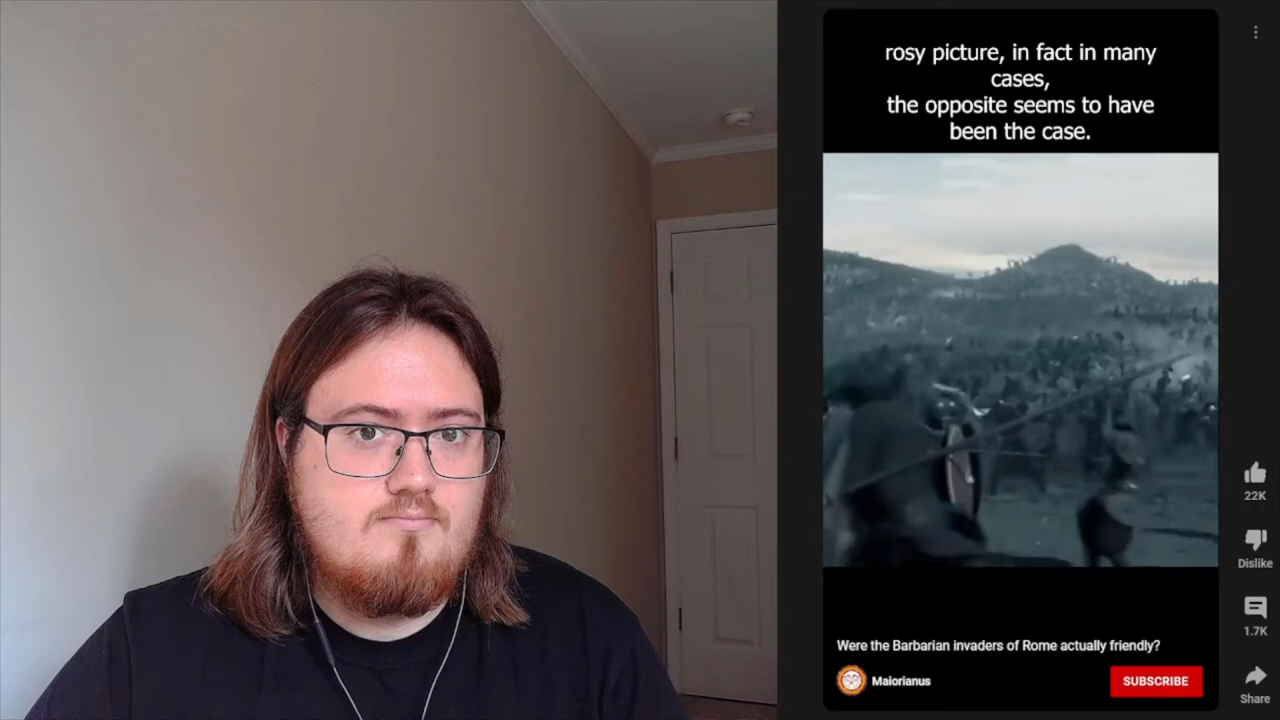 rosy picture, in fact in many
cases,
the opposite seems to have
been the case.
22K
Dislike
1.7K
Share
Were the Barbarian invaders of Rome actually friendly?
Maiorianus
SUBSCRIBE